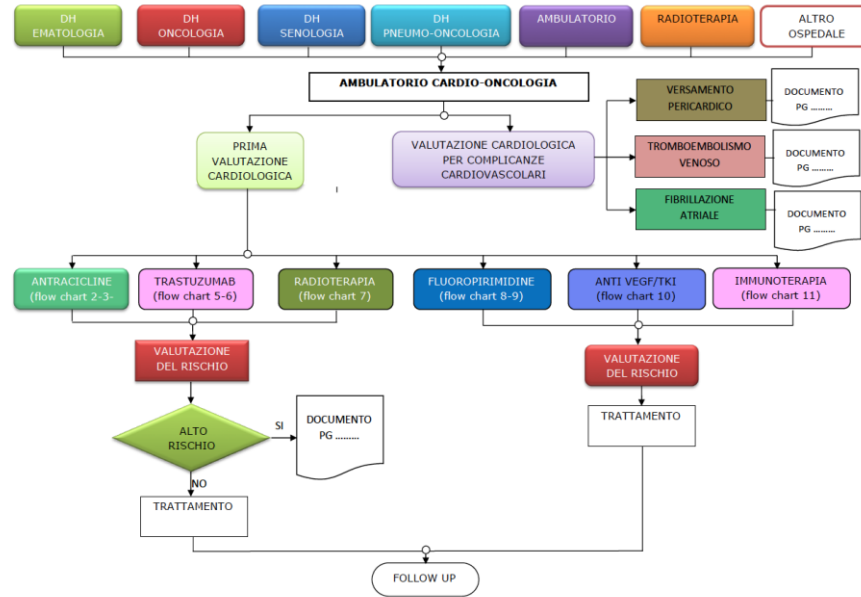 DH
EMATOLOGIA
DH
ONCOLOGIA
DH
SENOLOGIA
DH
PNEUMO-ONCOLOGIA
AMBULATORIO
RADIOTERAPIA
ALTRO
OSPEDALE
AMBULATORIO CARDIO-ONCOLOGIA
PRIMA
VALUTAZIONE
CARDIOLOGICA
VALUTAZIONE CARDIOLOGICA
PER COMPLICANZE
CARDIOVASCOLARI
VERSAMENTO
PERICARDICO
DOCUMENTO
PG .........
TROMBOEMBOLISMO
VENOSO
DOCUMENTO
PG .........
FIBRILLAZIONE
ATRIALE
DOCUMENTO
PG .........
ANTRACICLINE
(flow chart 2-3-
TRASTUZUMAB
(flow chart 5-6)
RADIOTERAPIA
(flow chart 7)
FLUOROPIRIMIDINE
(flow chart 8-9)
ANTI VEGF/TKI
(flow chart 10)
IMMUNOTERAPIA
(flow chart 11)
VALUTAZIONE
DEL RISCHIO
VALUTAZIONE
DEL RISCHIO
ALTO
RISCHIO
SI
DOCUMENTO
PG .........
NO
TRATTAMENTO
TRATTAMENTO
FOLLOW UP